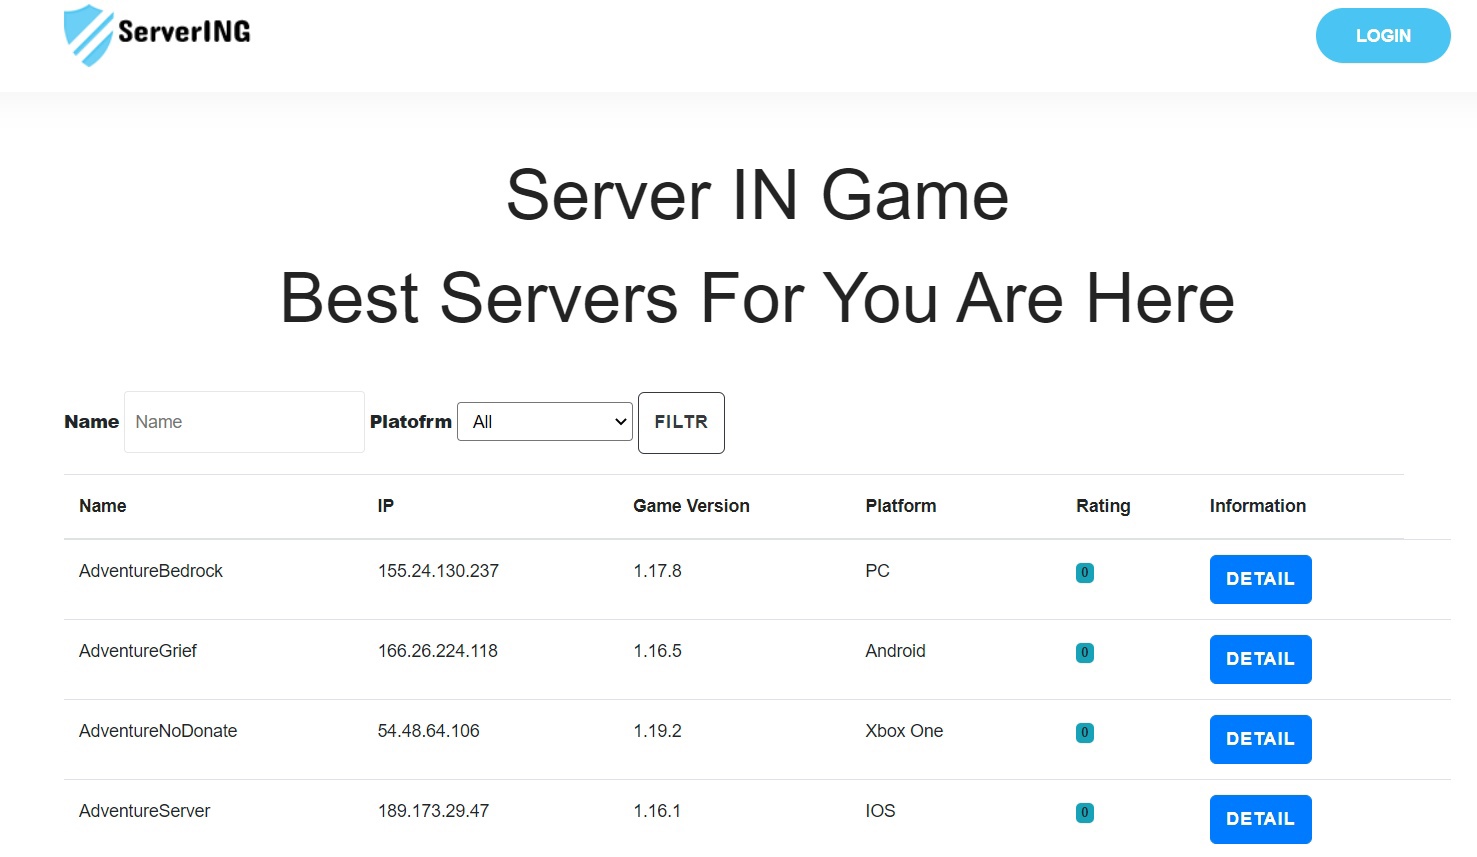 ServerING
LOGIN
Server IN Game
Best Servers For You Are Here
Name Name Platofrm All FILTR
Name IP Game Version Platform Rating Information
AdventureBedrock 155.24.130.237 1.17.8 PC 0 DETAIL
AdventureGrief 166.26.224.118 1.16.5 Android 0 DETAIL
AdventureNoDonate 54.48.64.106 1.19.2 Xbox One 0 DETAIL
AdventureServer 189.173.29.47 1.16.1 IOS 0 DETAIL